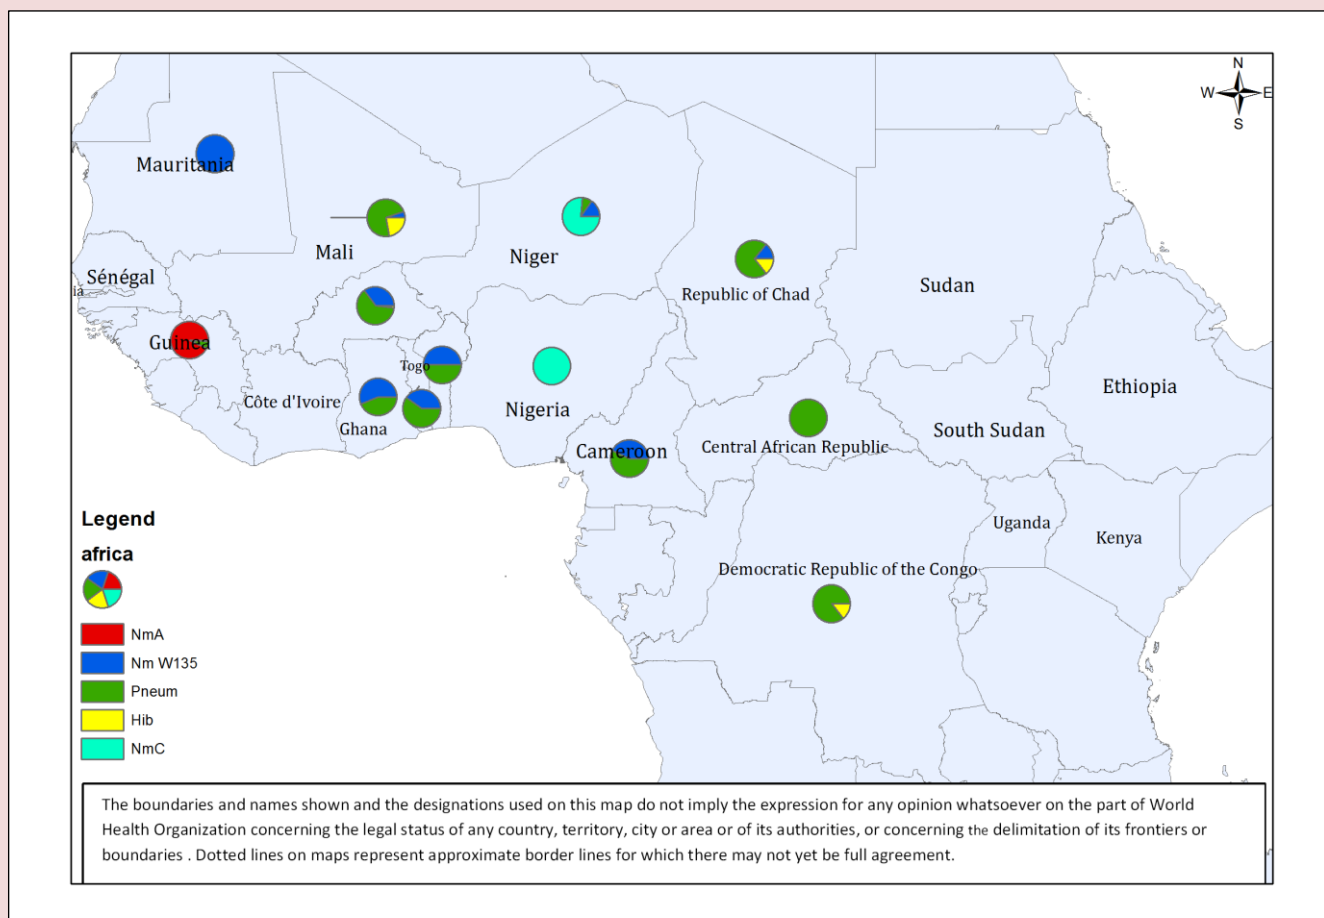 N
W
E
S
Mauritania
Mali
Niger
Republic of Chad
Sudan
Sénégal
Guinea
Togo
Côte d'Ivoire
Ghana
Nigeria
Cameroon
Central African Republic
South Sudan
Ethiopia
Uganda
Kenya
Democratic Republic of the Congo
Legend
africa
NmA
Nm W135
Pneum
Hib
NmC
The boundaries and names shown and the designations used on this map do not imply the expression for any opinion whatsoever on the part of World
Health Organization concerning the legal status of any country, territory, city or area or of its authorities, or concerning the delimitation of its frontiers or
boundaries . Dotted lines on maps represent approximate border lines for which there may not yet be full agreement.